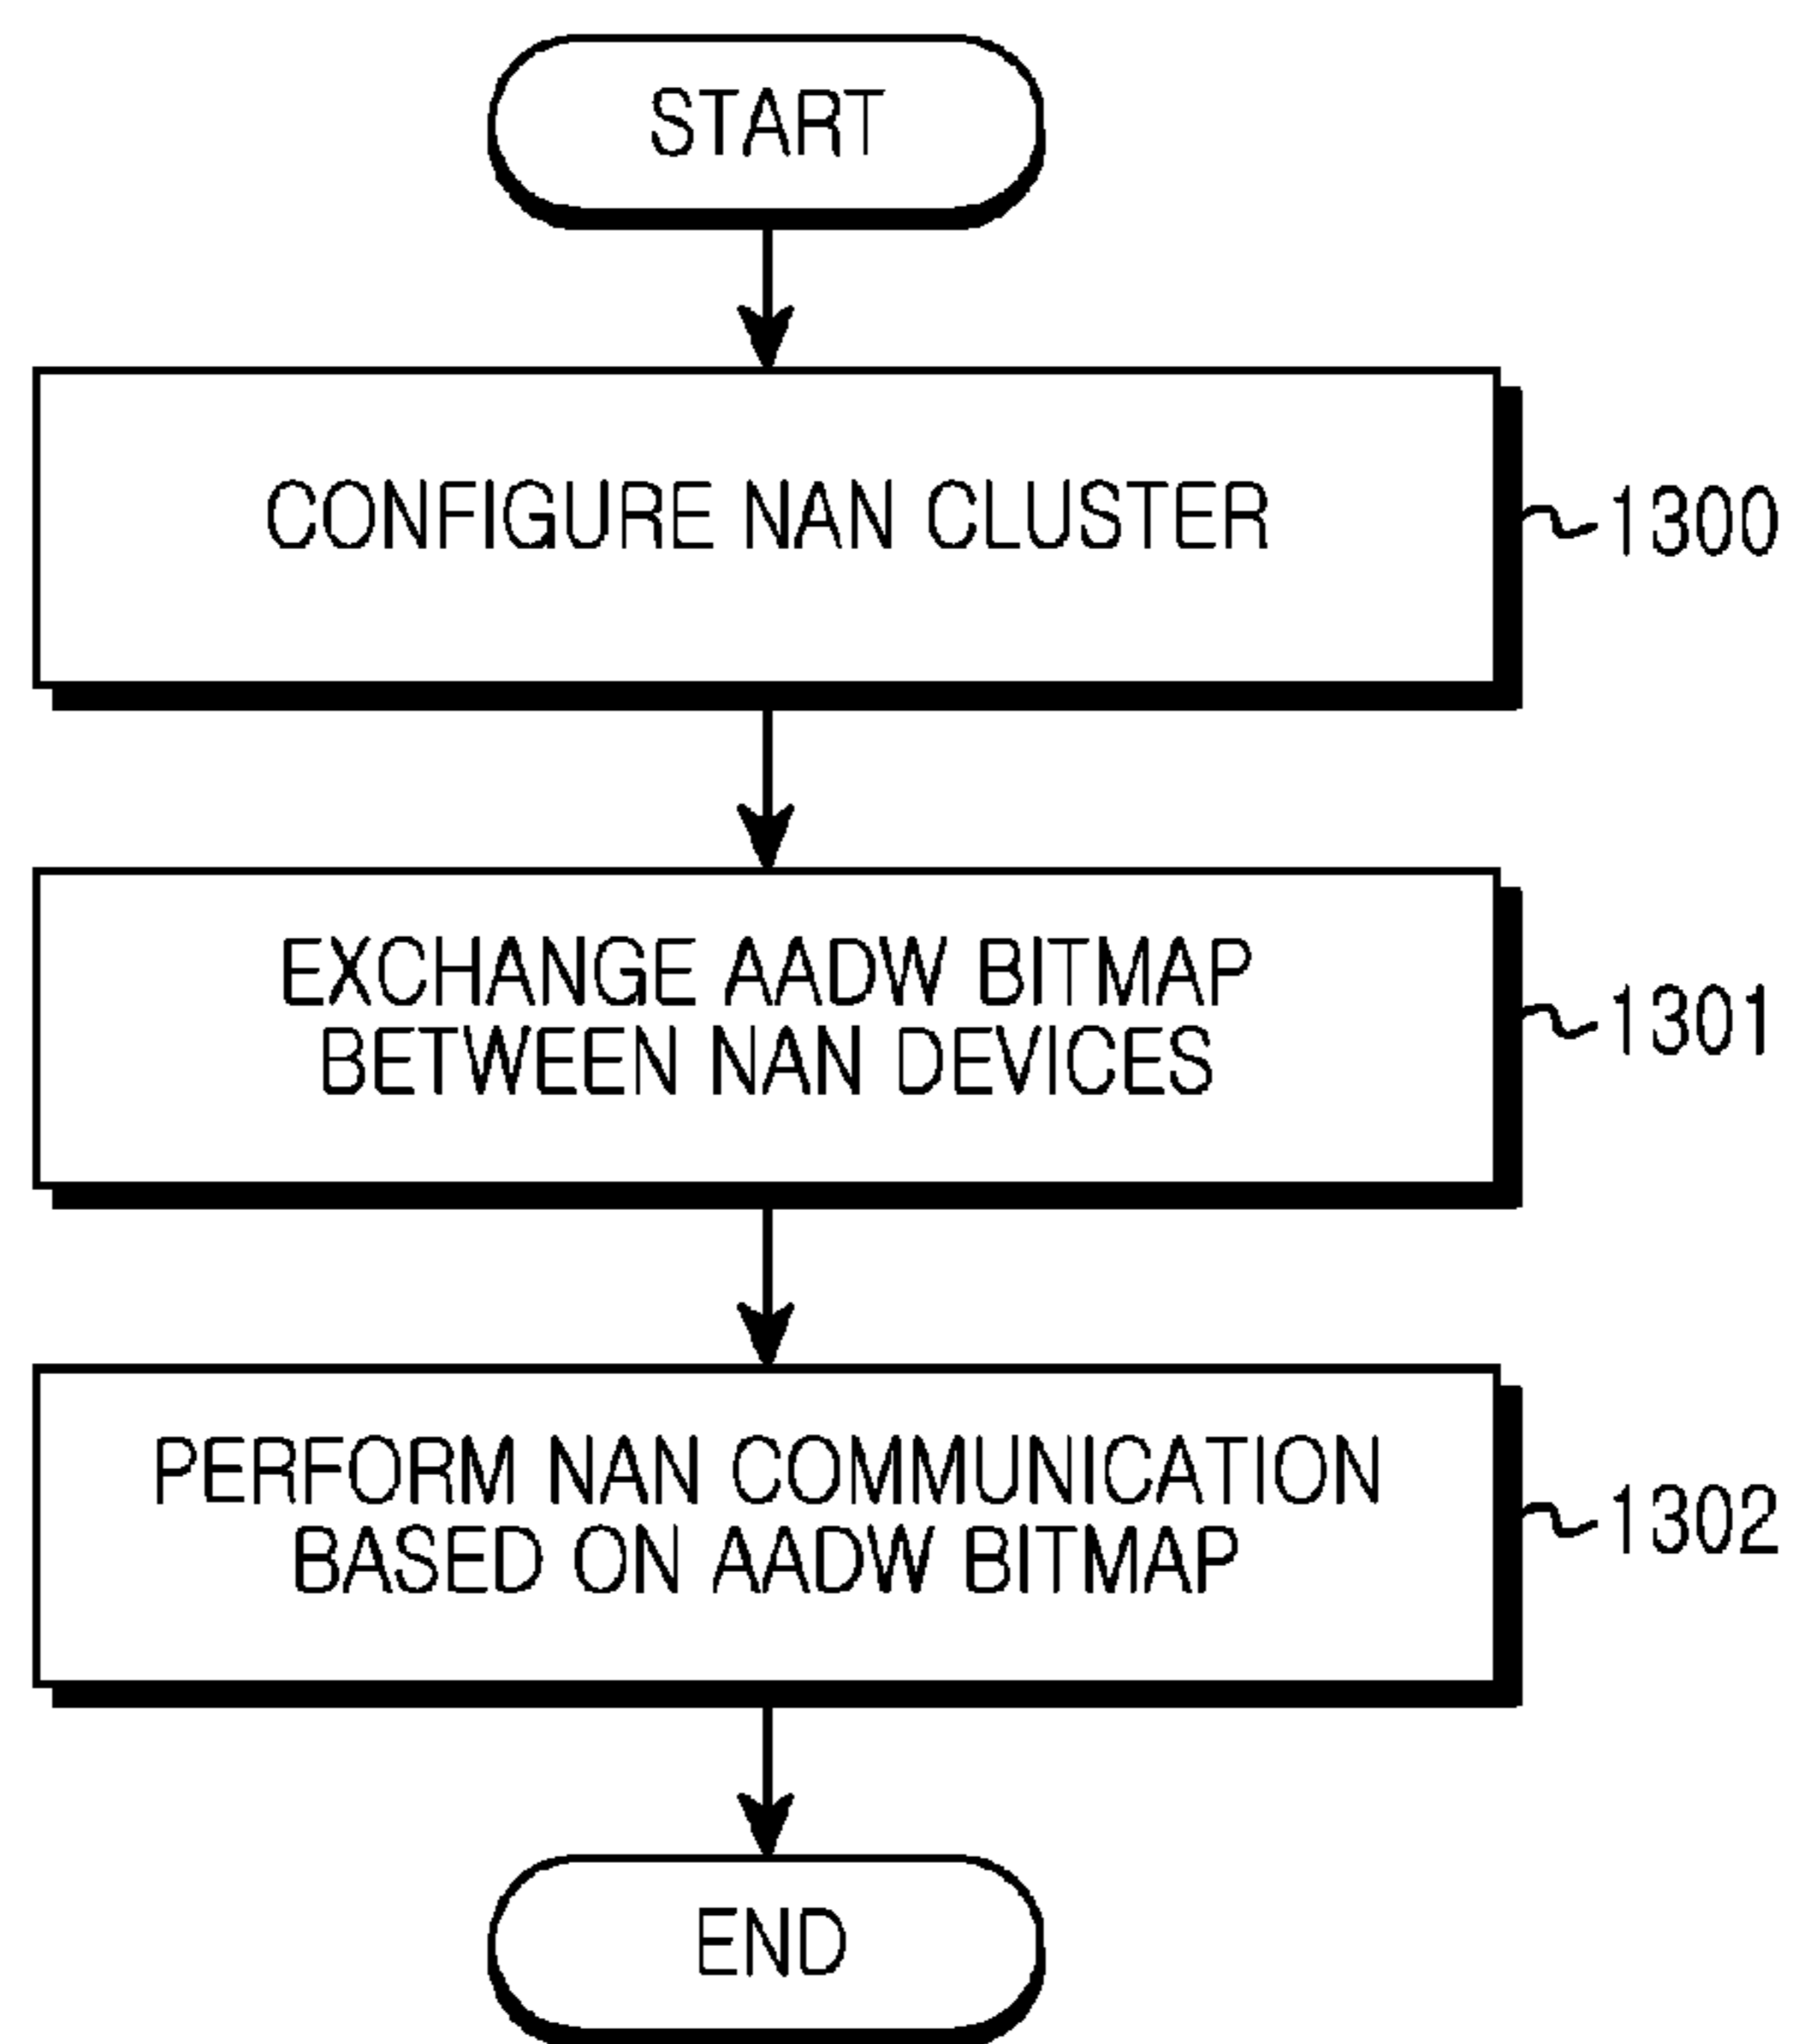 START
CONFIGURE NAN CLUSTER
1300
EXCHANGE AADW BITMAP
BETWEEN NAN DEVICES
1301
PERFORM NAN COMMUNICATION
BASED ON AADW BITMAP
1302
END